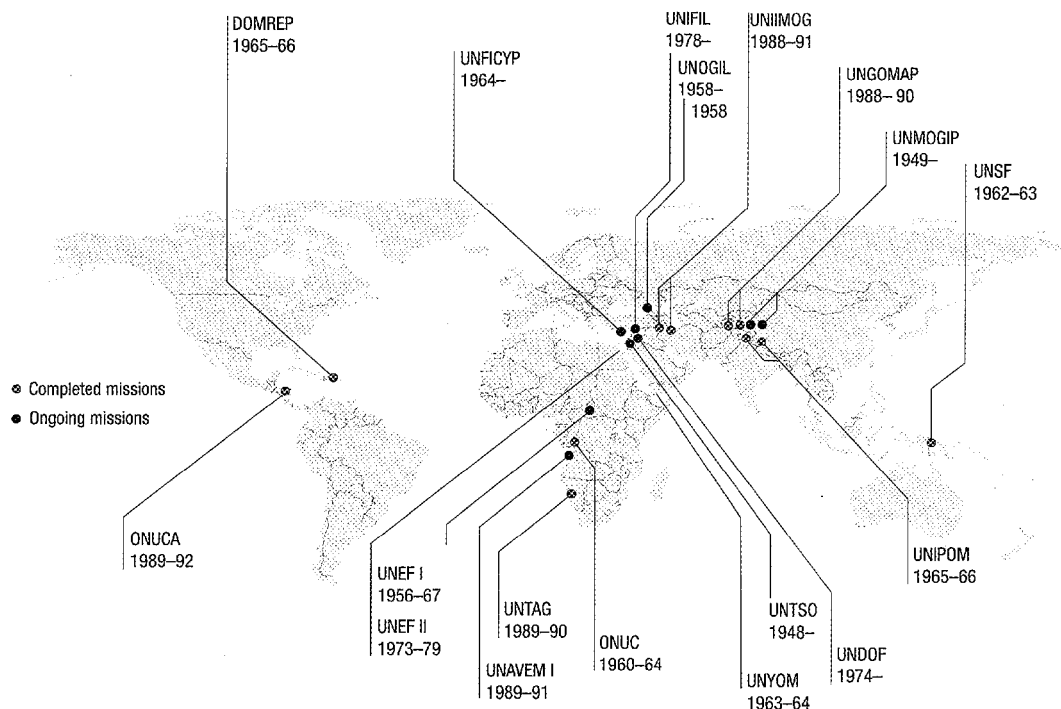 DOMREP
1965–66
UNFICYP
1964–
UNIFIL
1978–
UNOGIL
1958–
1958
UNIIMOG
1988–91
UNGOMAP
1988–90
UNMOGIP
1949–
UNSF
1962–63
Completed missions
Ongoing missions
ONUCA
1989–92
UNEF I
1956–67
UNEF II
1973–79
UNTAG
1989–90
UNAVEM I
1989–91
ONUC
1960–64
UNYOM
1963–64
UNTSO
1948–
UNDOF
1974–
UNIPOM
1965–66